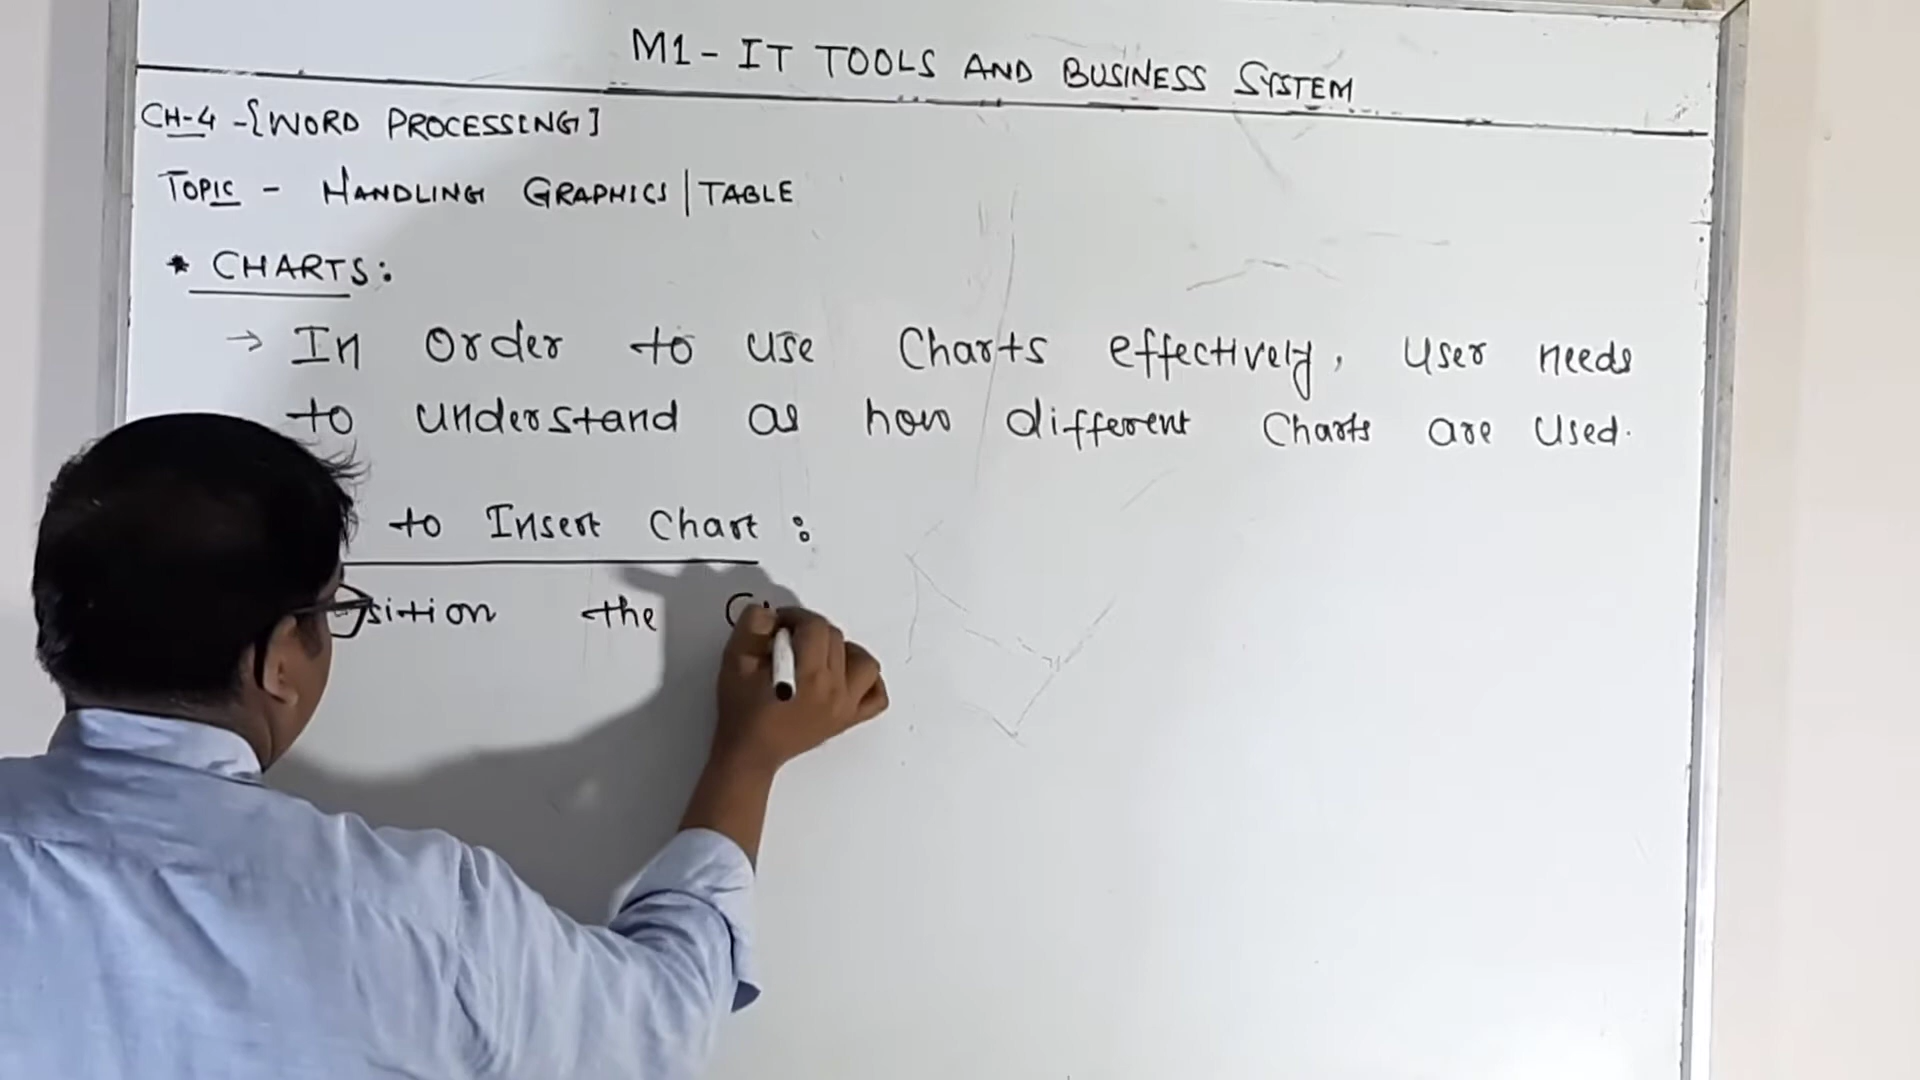 M1 - IT TOOLS AND BUSINESS SYSTEM
CH-4 - [WORD PROCESSING]
TOPIC - HANDLING GRAPHICS | TABLE
* CHARTS:
→ In Order to use Charts effectively, User needs
to understand as how different Charts are Used.
to Insert Chart :
the